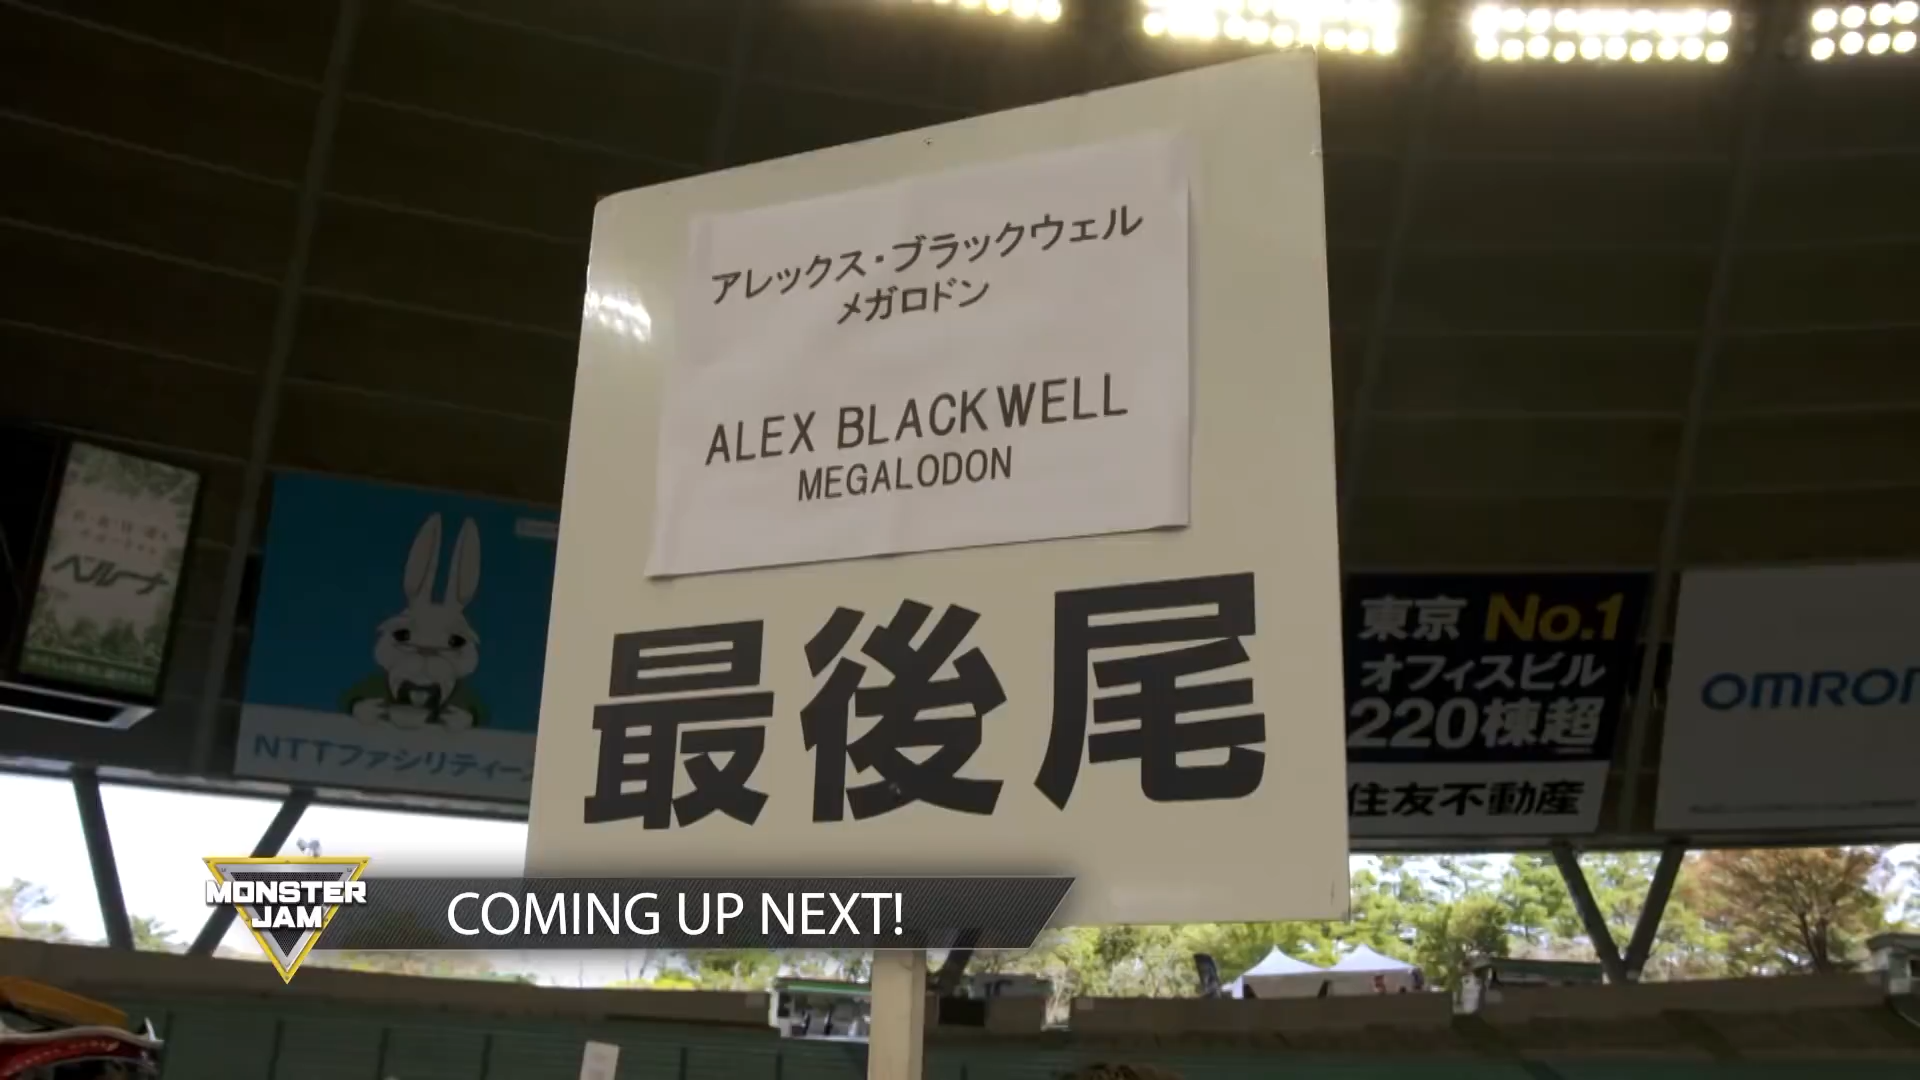 アレックス・ブラックウェル
メガロドン
ALEX BLACKWELL
MEGALODON
最後尾
ベルーナ
NTTファシリティーズ
東京 No.1
オフィスビル
220棟超
住友不動産
OMRON
MONSTER
JAM
COMING UP NEXT!